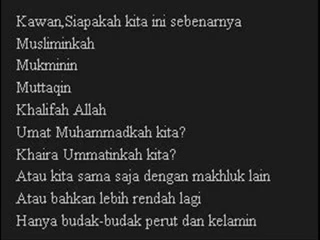 Kawan,Siapakah kita ini sebenarnya
Musliminkah
Mukminin
Muttaqin
Khalifah Allah
Umat Muhammadkah kita?
Khaira Ummatinkah kita?
Atau kita sama saja dengan makhluk lain
Atau bahkan lebih rendah lagi
Hanya budak-budak perut dan kelamin